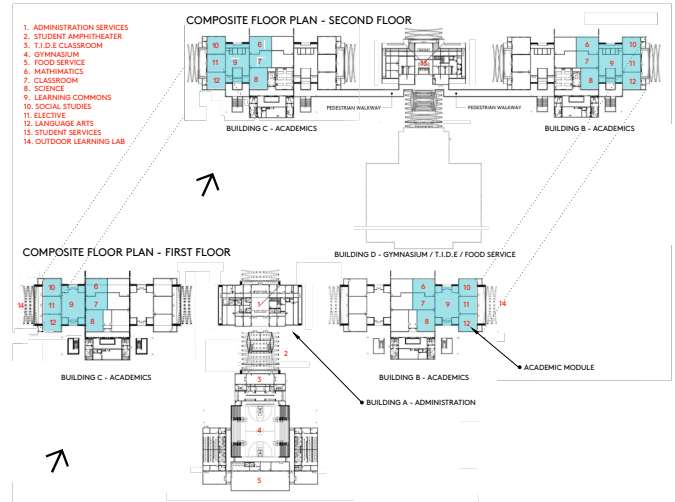 COMPOSITE FLOOR PLAN - SECOND FLOOR
1. ADMINISTRATION SERVICES
2. STUDENT AMPHITHEATER
3. T.I.D.E CLASSROOM
4. GYMNASIUM
5. FOOD SERVICE
6. MATHIMATICS
7. CLASSROOM
8. SCIENCE
9. LEARNING COMMONS
10. SOCIAL STUDIES
11. ELECTIVE
12. LANGUAGE ARTS
13. STUDENT SERVICES
14. OUTDOOR LEARNING LAB
10 6 6 10
11 9 7 13 7 9 11
12 8 8 12
PEDESTRIAN WALKWAY PEDESTRIAN WALKWAY
BUILDING C - ACADEMICS BUILDING B - ACADEMICS
COMPOSITE FLOOR PLAN - FIRST FLOOR
BUILDING D - GYMNASIUM / T.I.D.E / FOOD SERVICE
10 6 6 10
14 11 9 7 1 7 9 11 14
12 8 8 12
2
ACADEMIC MODULE
BUILDING C - ACADEMICS 3 BUILDING B - ACADEMICS
BUILDING A - ADMINISTRATION
4
5